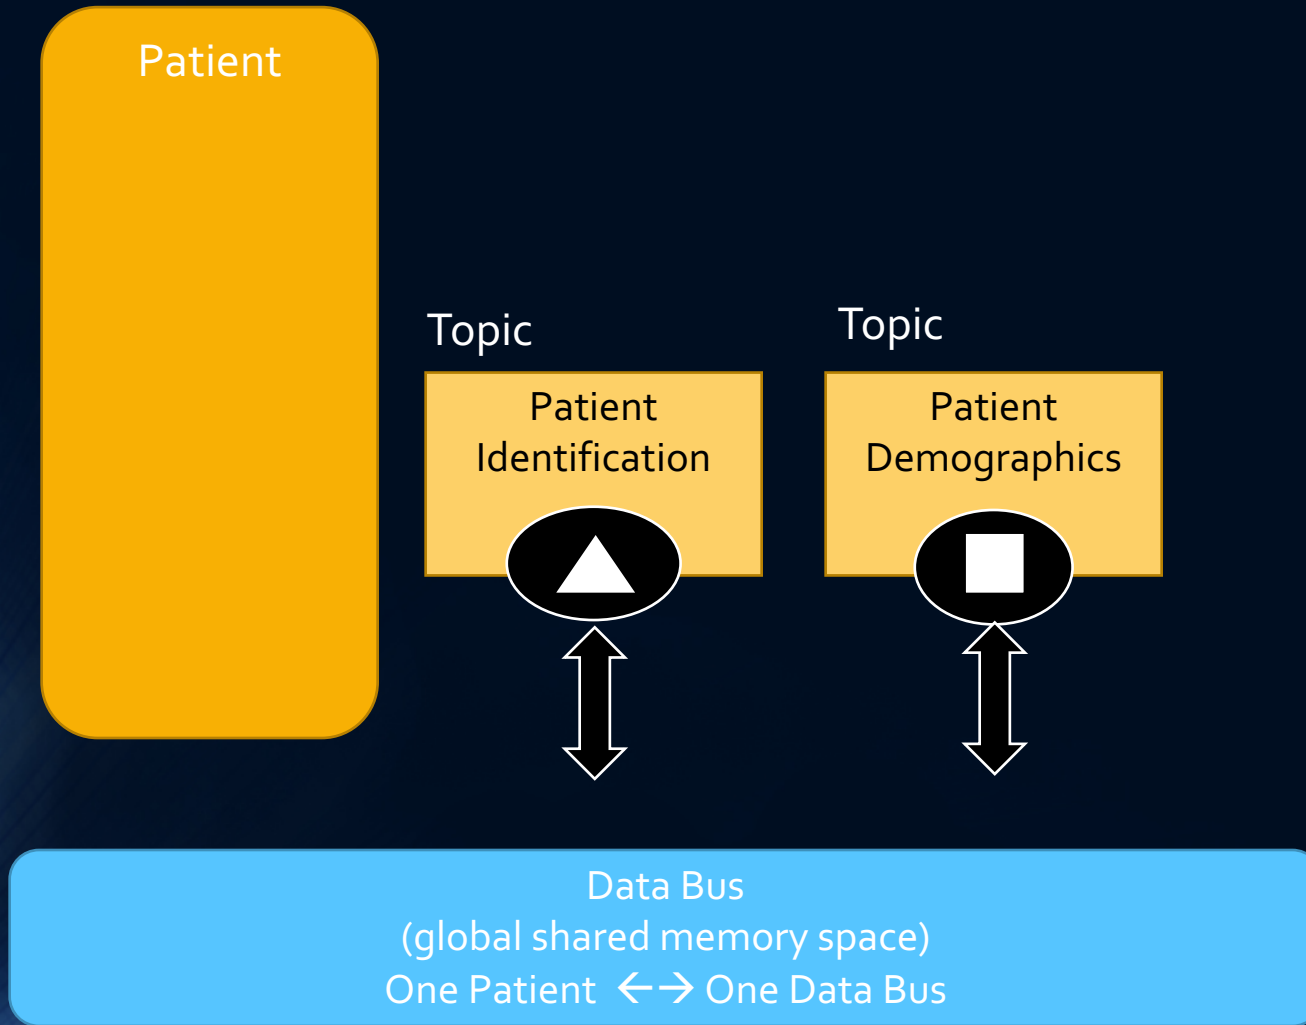 Patient
Topic
Topic
Patient
Identification
Patient
Demographics
Data Bus
(global shared memory space)
One Patient ←→ One Data Bus